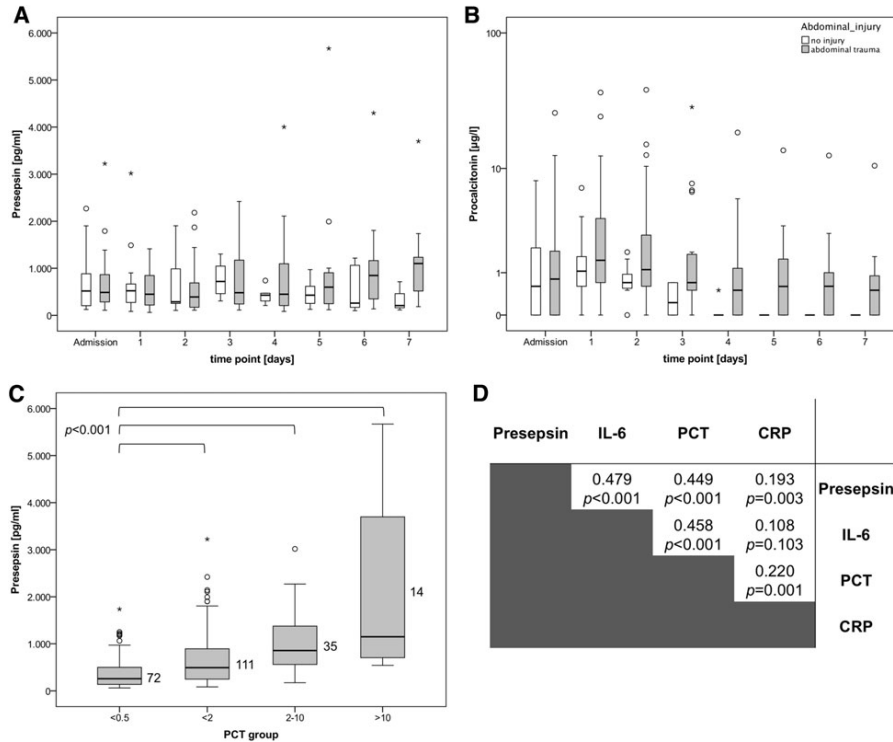 A
6.000
5.000
4.000
3.000
2.000
1.000
0
Presepsin [pg/ml]
Admission 1 2 3 4 5 6 7
time point [days]
B
Abdominal_injury
no injury
abdominal trauma
100
10
1
0
Procalcitonin [µg/l]
Admission 1 2 3 4 5 6 7
time point [days]
C
p<0.001
6.000
5.000
4.000
3.000
2.000
1.000
0
Presepsin [pg/ml]
72
111
35
14
<0.5 <2 2-10 >10
PCT group
D
Presepsin IL-6 PCT CRP
0.479 0.449 0.193
p<0.001 p<0.001 p=0.003
Presepsin
0.458 0.108
p<0.001 p=0.103
IL-6
0.220
p=0.001
PCT
CRP